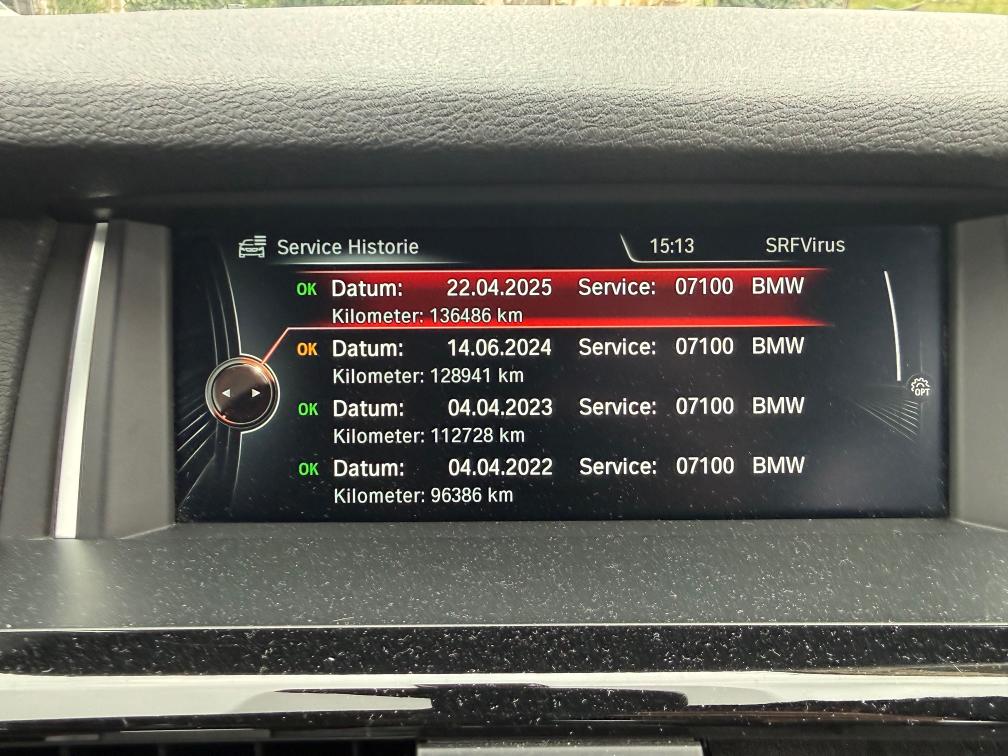 Service Historie 15:13 SRFVirus
OK Datum: 22.04.2025 Service: 07100 BMW
Kilometer: 136486 km
OK Datum: 14.06.2024 Service: 07100 BMW
Kilometer: 128941 km
OK Datum: 04.04.2023 Service: 07100 BMW
Kilometer: 112728 km
OPT
OK Datum: 04.04.2022 Service: 07100 BMW
Kilometer: 96386 km